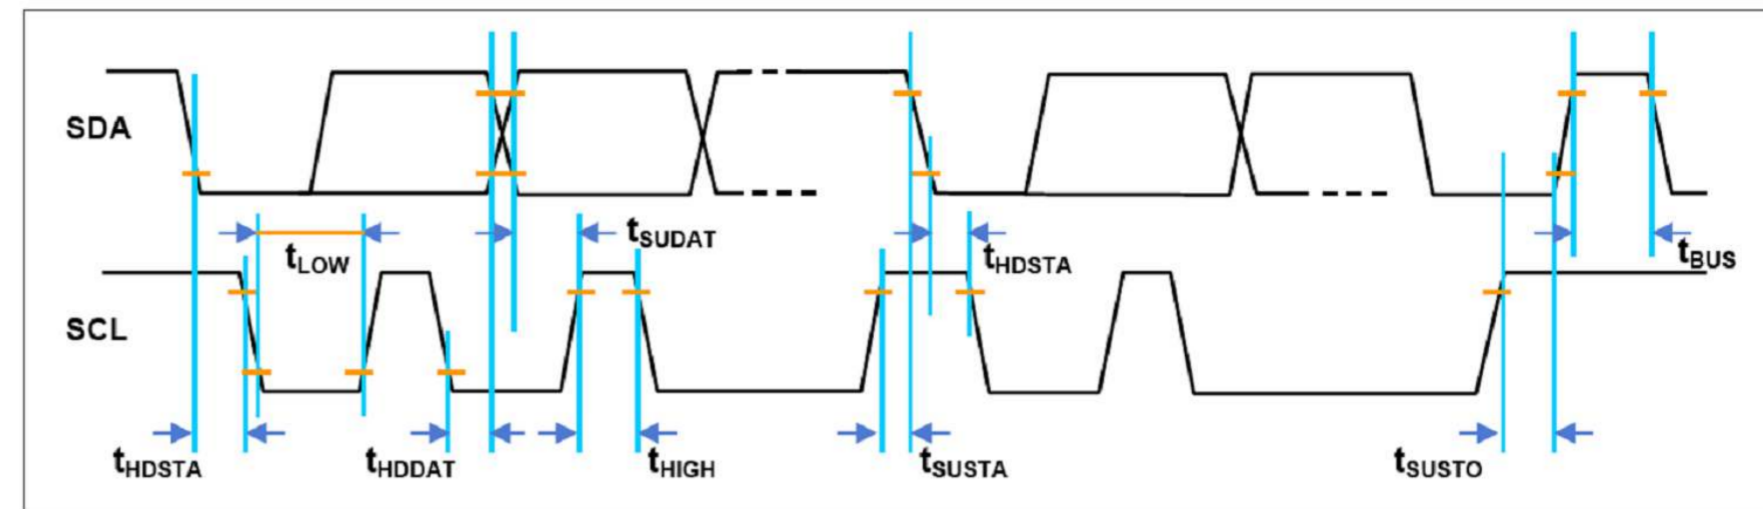 SDA
tSUDAT
tLOW
tHDSTA
tBUS
SCL
tHDSTA
tHDDAT
tHIGH
tSUSTA
tSUSTO